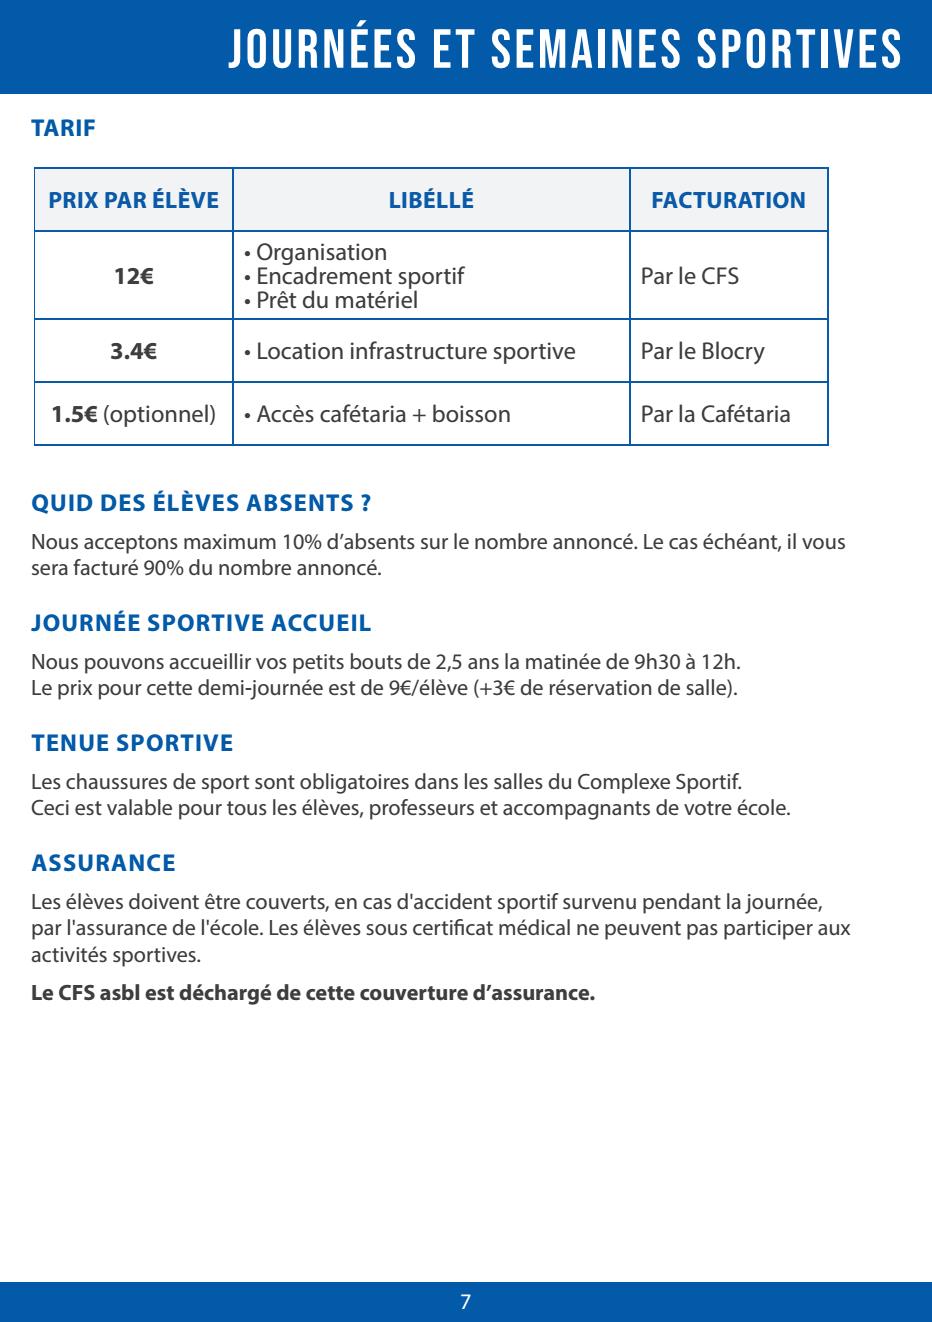 JOURNÉES ET SEMAINES SPORTIVES
TARIF
PRIX PAR ÉLÈVE LIBÉLLÉ FACTURATION
12€
• Organisation
• Encadrement sportif
• Prêt du matériel
Par le CFS
3.4€ • Location infrastructure sportive Par le Blocry
1.5€ (optionnel) • Accès cafétaria + boisson Par la Cafétaria
QUID DES ÉLÈVES ABSENTS ?
Nous acceptons maximum 10% d’absents sur le nombre annoncé. Le cas échéant, il vous
sera facturé 90% du nombre annoncé.
JOURNÉE SPORTIVE ACCUEIL
Nous pouvons accueillir vos petits bouts de 2,5 ans la matinée de 9h30 à 12h.
Le prix pour cette demi-journée est de 9€/élève (+3€ de réservation de salle).
TENUE SPORTIVE
Les chaussures de sport sont obligatoires dans les salles du Complexe Sportif.
Ceci est valable pour tous les élèves, professeurs et accompagnants de votre école.
ASSURANCE
Les élèves doivent être couverts, en cas d'accident sportif survenu pendant la journée,
par l'assurance de l'école. Les élèves sous certificat médical ne peuvent pas participer aux
activités sportives.
Le CFS asbl est déchargé de cette couverture d’assurance.
7